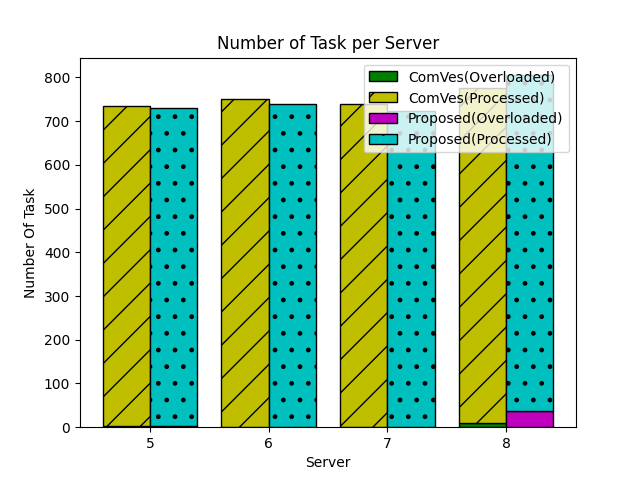 Number of Task per Server
ComVes(Overloaded)
ComVes(Processed)
Proposed(Overloaded)
Proposed(Processed)
Number Of Task
800
700
600
500
400
300
200
100
0
5 6 7 8
Server